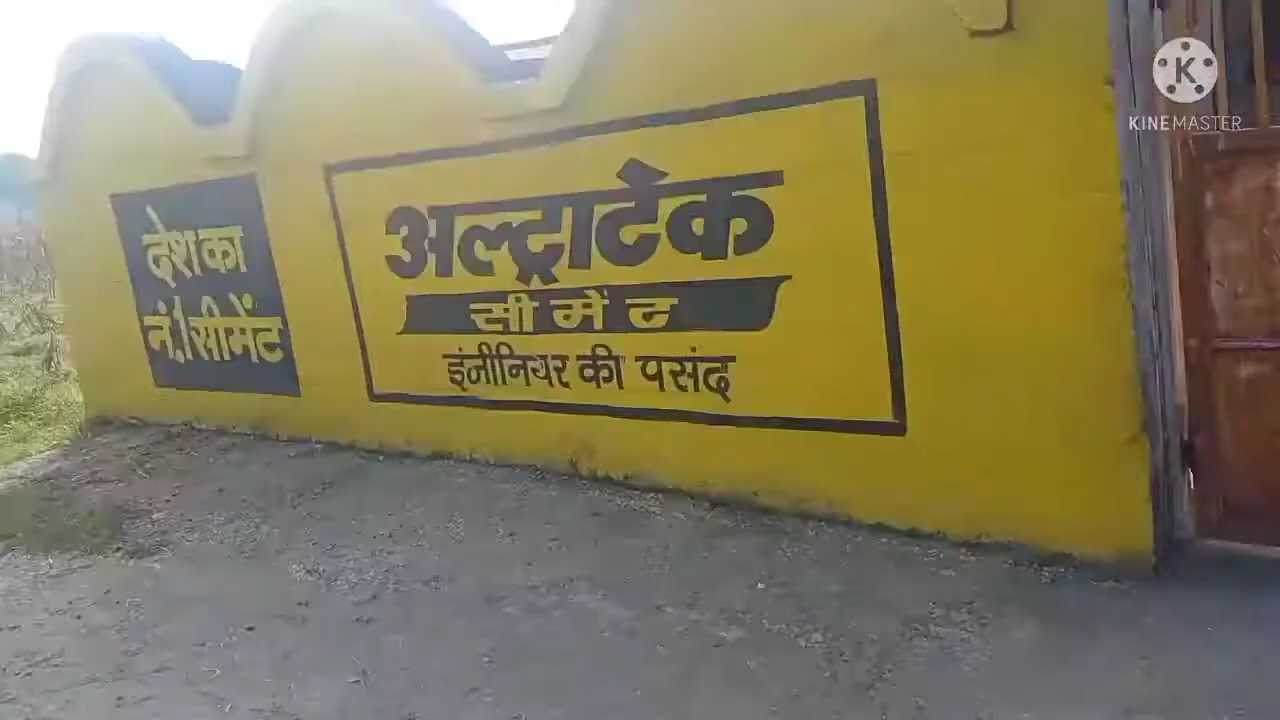 देश का
नं.1 सीमेंट
अल्ट्राटेक
सीमेंट
इंजीनियर की पसंद
K
KINEMASTER